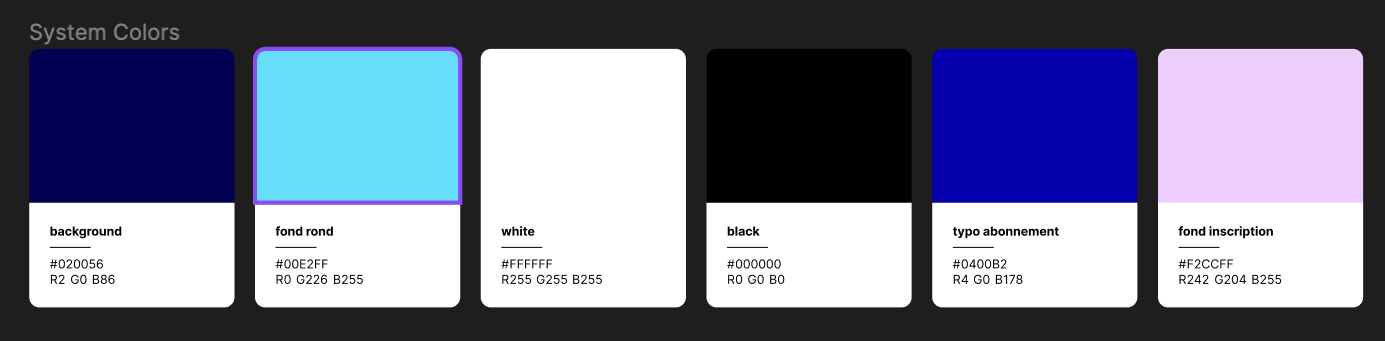 System Colors
background
#020056
R2 G0 B86
fond rond
#00E2FF
R0 G226 B255
white
#FFFFFF
R255 G255 B255
black
#000000
R0 G0 B0
typo abonnement
#0400B2
R4 G0 B178
fond inscription
#F2CCFF
R242 G204 B255